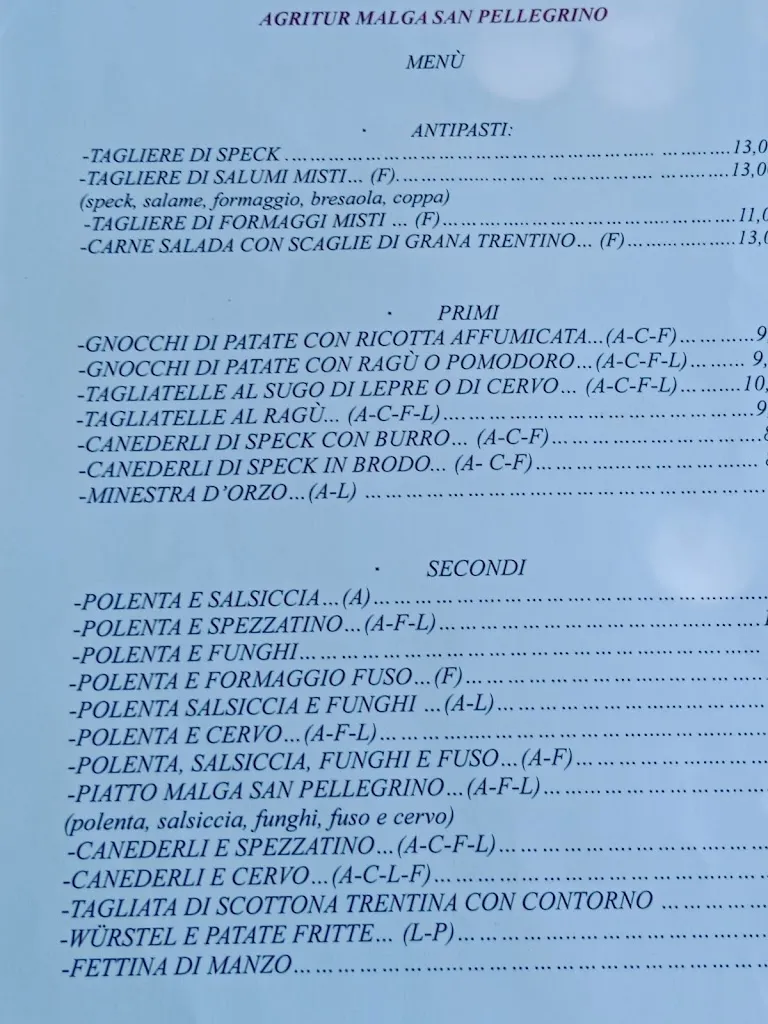 AGRITUR MALGA SAN PELLEGRINO
MENÙ
ANTIPASTI:
-TAGLIERE DI SPECK ................................................................ 13,0
-TAGLIERE DI SALUMI MISTI... (F)................................................ 13,0
(speck, salame, formaggio, bresaola, coppa)
-TAGLIERE DI FORMAGGI MISTI ... (F)................................................ 11,0
-CARNE SALADA CON SCAGLIE DI GRANA TRENTINO... (F)...................13,0
PRIMI
-GNOCCHI DI PATATE CON RICOTTA AFFUMICATA...(A-C-F)............9,
-GNOCCHI DI PATATE CON RAGÙ O POMODORO...(A-C-F-L)......... 9,
-TAGLIATELLE AL SUGO DI LEPRE O DI CERVO... (A-C-F-L).........10,
-TAGLIATELLE AL RAGÙ... (A-C-F-L)................................................9
-CANEDERLI DI SPECK CON BURRO... (A-C-F)...................................8
-CANEDERLI DI SPECK IN BRODO... (A- C-F)...................................
-MINESTRA D'ORZO...(A-L) ............................................................
SECONDI
-POLENTA E SALSICCIA...(A)............................................................
-POLENTA E SPEZZATINO...(A-F-L)...................................................1
-POLENTA E FUNGHI.....................................................................
-POLENTA E FORMAGGIO FUSO...(F)................................................
-POLENTA SALSICCIA E FUNGHI ...(A-L)..........................................
-POLENTA E CERVO...(A-F-L)..........................................................
-POLENTA, SALSICCIA, FUNGHI E FUSO...(A-F)................................
-PIATTO MALGA SAN PELLEGRINO...(A-F-L)....................................
(polenta, salsiccia, funghi, fuso e cervo)
-CANEDERLI E SPEZZATINO...(A-C-F-L)..........................................
-CANEDERLI E CERVO...(A-C-L-F)...................................................
-TAGLIATA DI SCOTTONA TRENTINA CON CONTORNO ...............
-WÜRSTEL E PATATE FRITTE... (L-P)................................................
-FETTINA DI MANZO.....................................................................